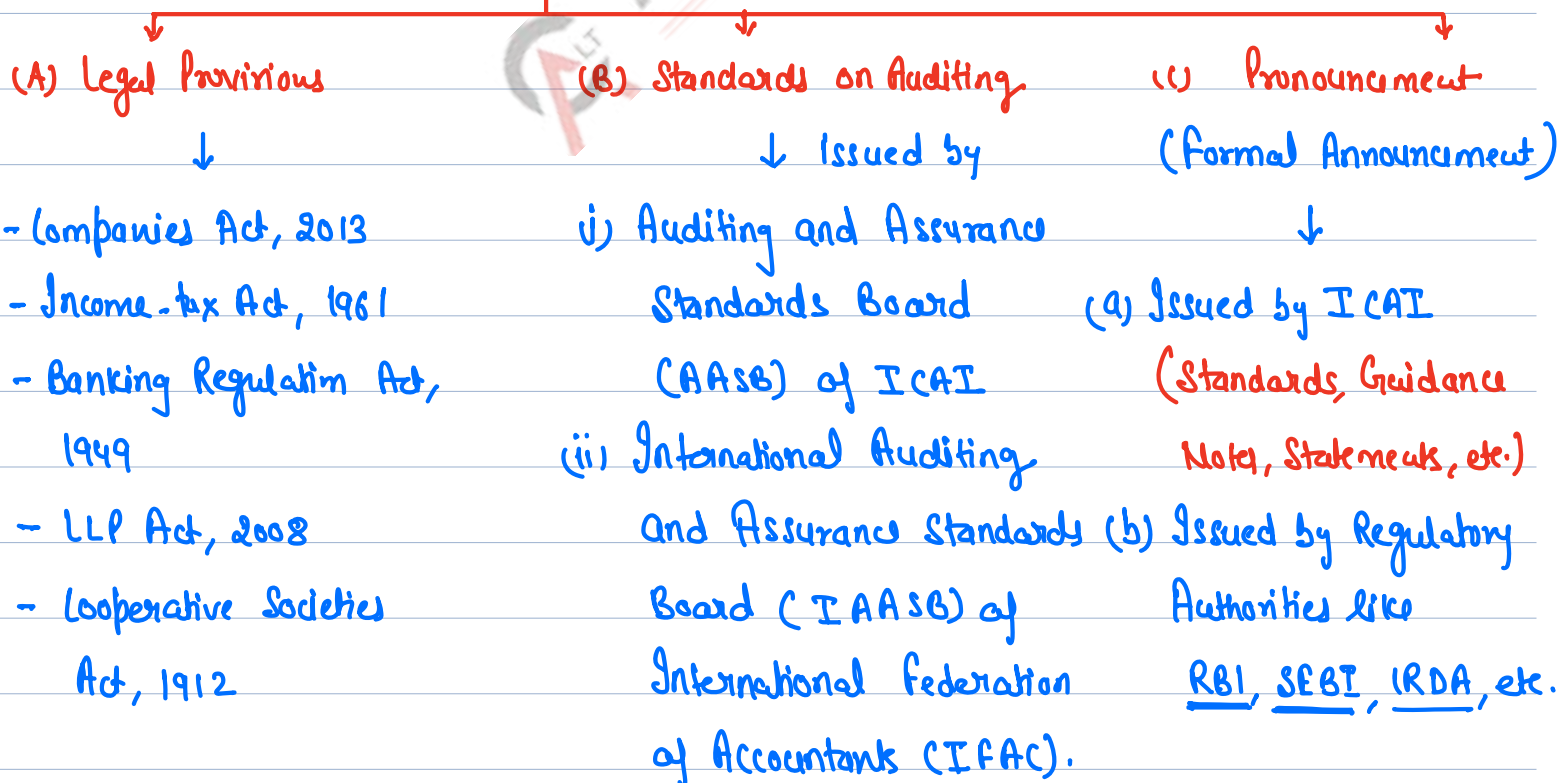 (A) Legal Provisions
↓
- Companies Act, 2013
- Income-tax Act, 1961
- Banking Regulation Act,
1949
- LLP Act, 2008
- Cooperative Societies
Act, 1912
(B) Standards on Auditing
↓ Issued by
i) Auditing and Assurance
Standards Board
(AASB) of ICAI
(ii) International Auditing
and Assurance Standards
Board (IAASB) of
International Federation
of Accountants (IFAC).
(C) Pronouncement
(Formal Announcement)
↓
(a) Issued by ICAI
(Standards, Guidance
Notes, Statements, etc.)
(b) Issued by Regulatory
Authorities like
RBI, SEBI, IRDA, etc.
LT